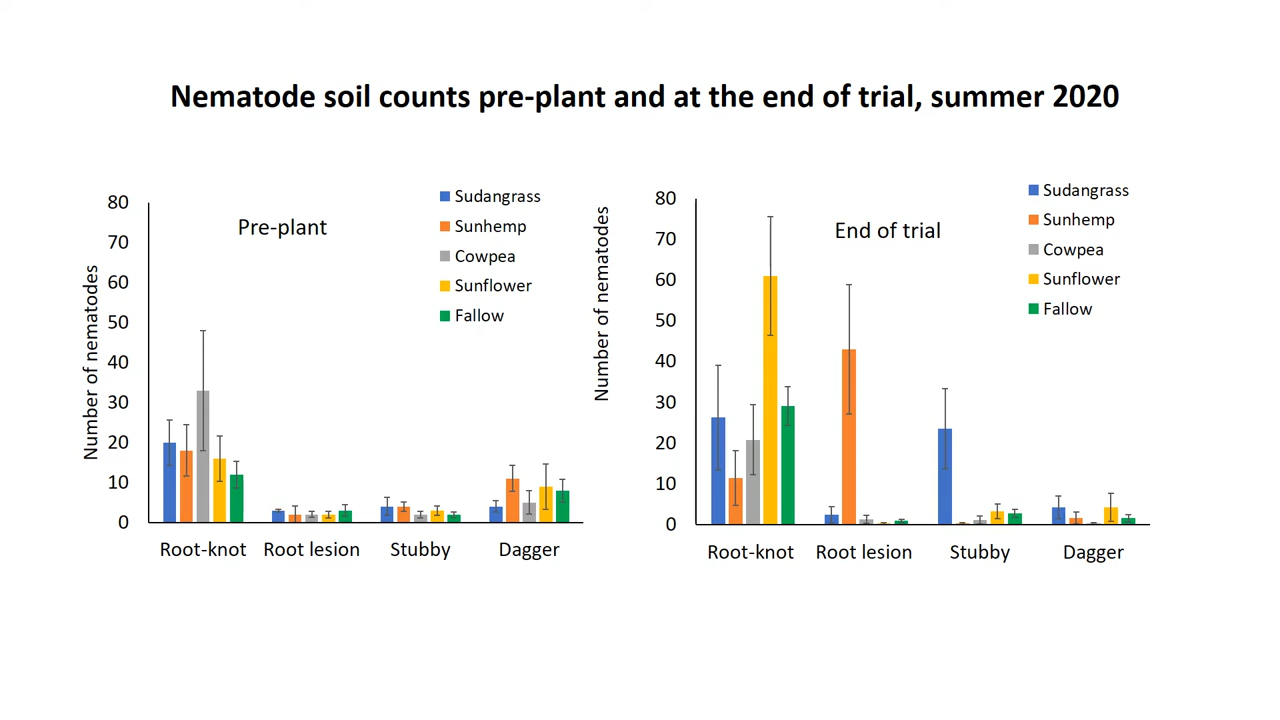 Nematode soil counts pre-plant and at the end of trial, summer 2020
Number of nematodes
80
70
60
50
40
30
20
10
0
Pre-plant
Sudangrass
Sunhemp
Cowpea
Sunflower
Fallow
Root-knot
Root lesion
Stubby
Dagger
Number of nematodes
80
70
60
50
40
30
20
10
0
End of trial
Sudangrass
Sunhemp
Cowpea
Sunflower
Fallow
Root-knot
Root lesion
Stubby
Dagger